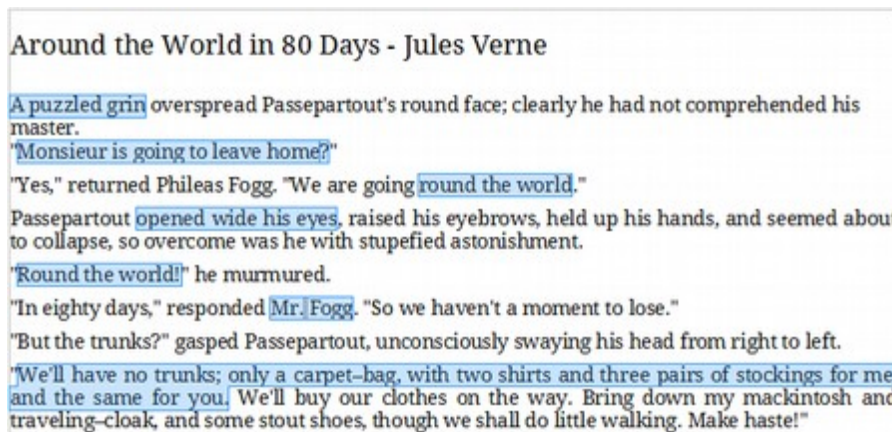 Around the World in 80 Days - Jules Verne
A puzzled grin overspread Passepartout's round face; clearly he had not comprehended his
master.
"Monsieur is going to leave home?"
"Yes," returned Phileas Fogg. "We are going round the world."
Passepartout opened wide his eyes, raised his eyebrows, held up his hands, and seemed about
to collapse, so overcome was he with stupefied astonishment.
"Round the world!" he murmured.
"In eighty days," responded Mr. Fogg. "So we haven't a moment to lose."
"But the trunks?" gasped Passepartout, unconsciously swaying his head from right to left.
"We'll have no trunks; only a carpet–bag, with two shirts and three pairs of stockings for me
and the same for you. We'll buy our clothes on the way. Bring down my mackintosh and
traveling–cloak, and some stout shoes, though we shall do little walking. Make haste!"